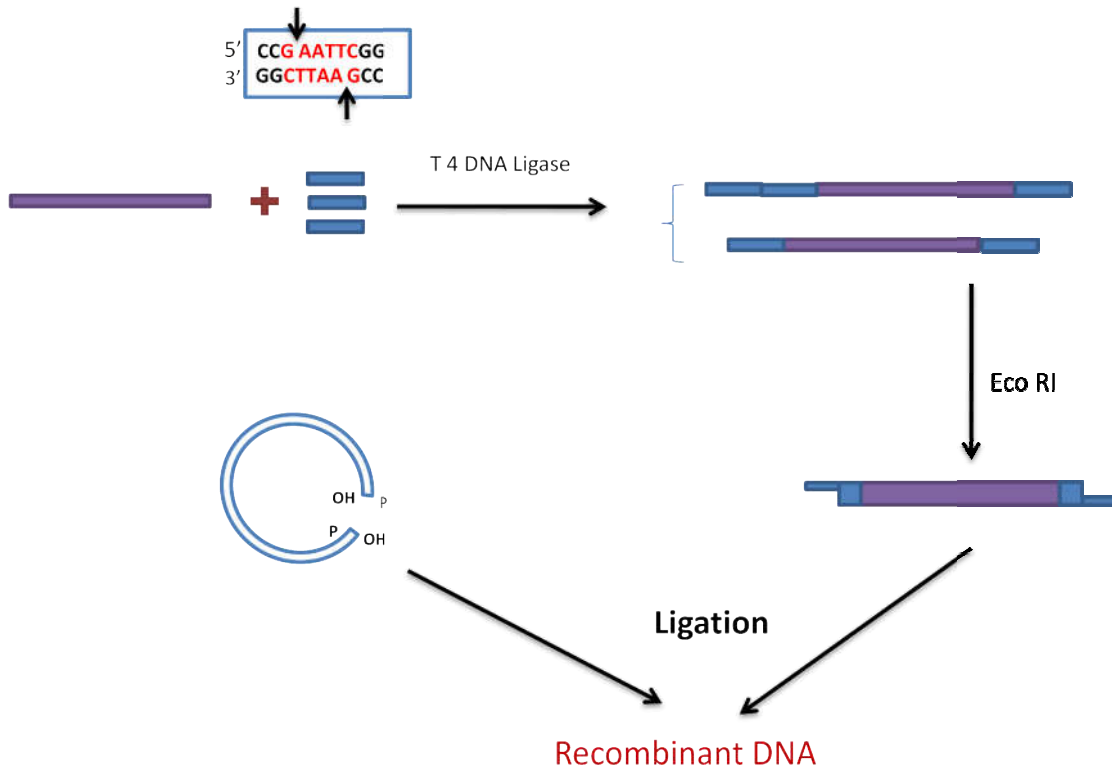 5′ CCG AATTCGG
3′ GGCTTAA GCC
T 4 DNA Ligase
Eco RI
OH P
P OH
Ligation
Recombinant DNA